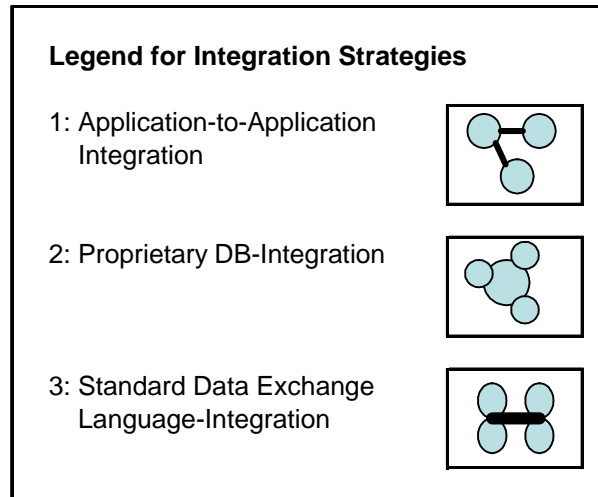 Legend for Integration Strategies
1: Application-to-Application
Integration
2: Proprietary DB-Integration
3: Standard Data Exchange
Language-Integration